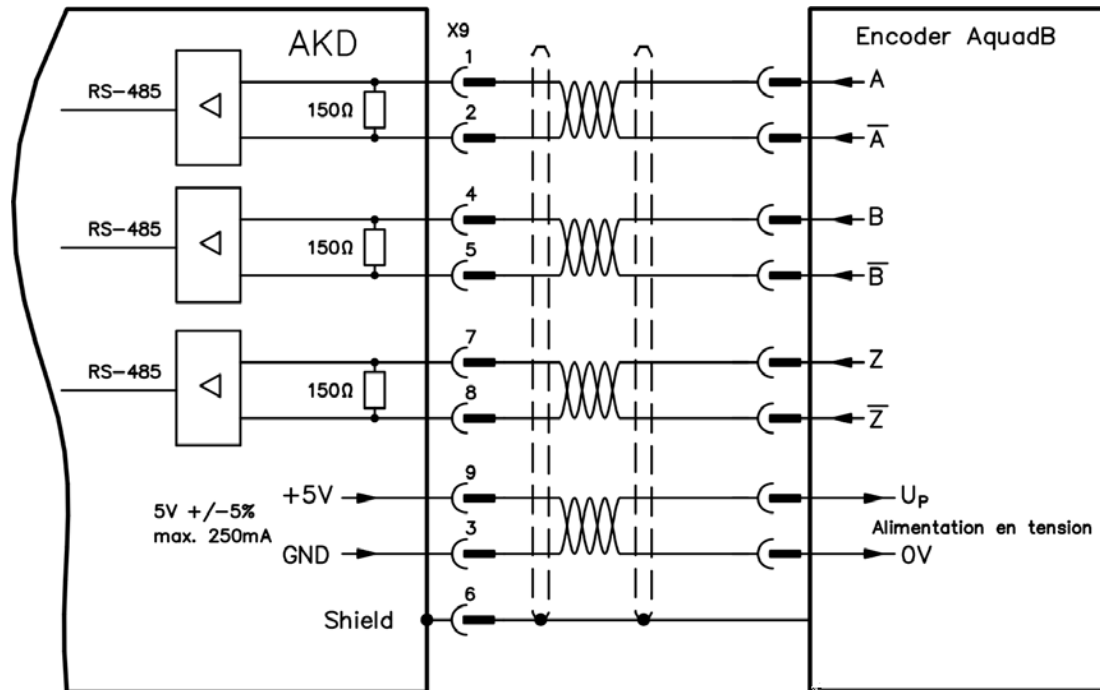 AKD
X9
Encoder AquadB
1
RS-485
150Ω
2
A
A̅
4
RS-485
150Ω
5
B
B̅
7
RS-485
150Ω
8
Z
Z̅
9
+5V
5V +/-5%
max. 250mA
3
GND
UP
Alimentation en tension
0V
6
Shield